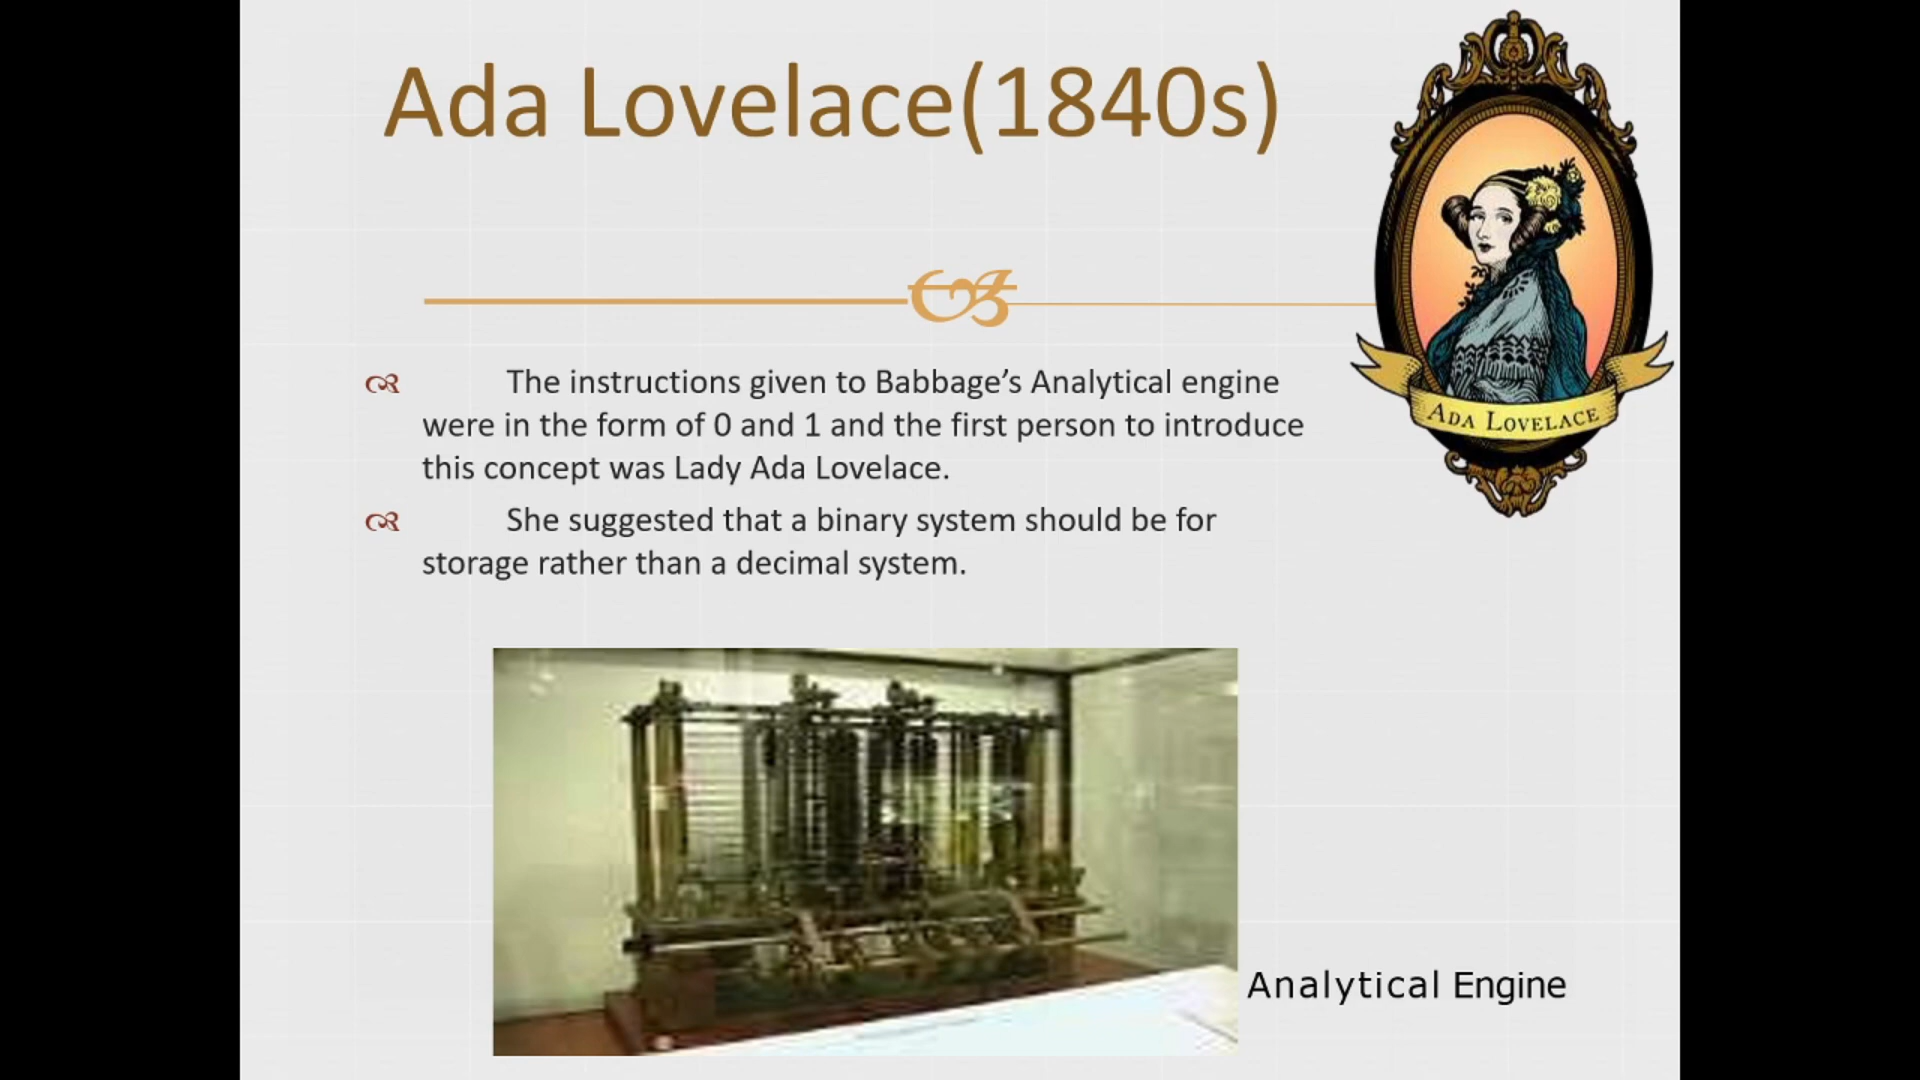 Ada Lovelace(1840s)
ADA LOVELACE
The instructions given to Babbage’s Analytical engine
were in the form of 0 and 1 and the first person to introduce
this concept was Lady Ada Lovelace.
She suggested that a binary system should be for
storage rather than a decimal system.
Analytical Engine